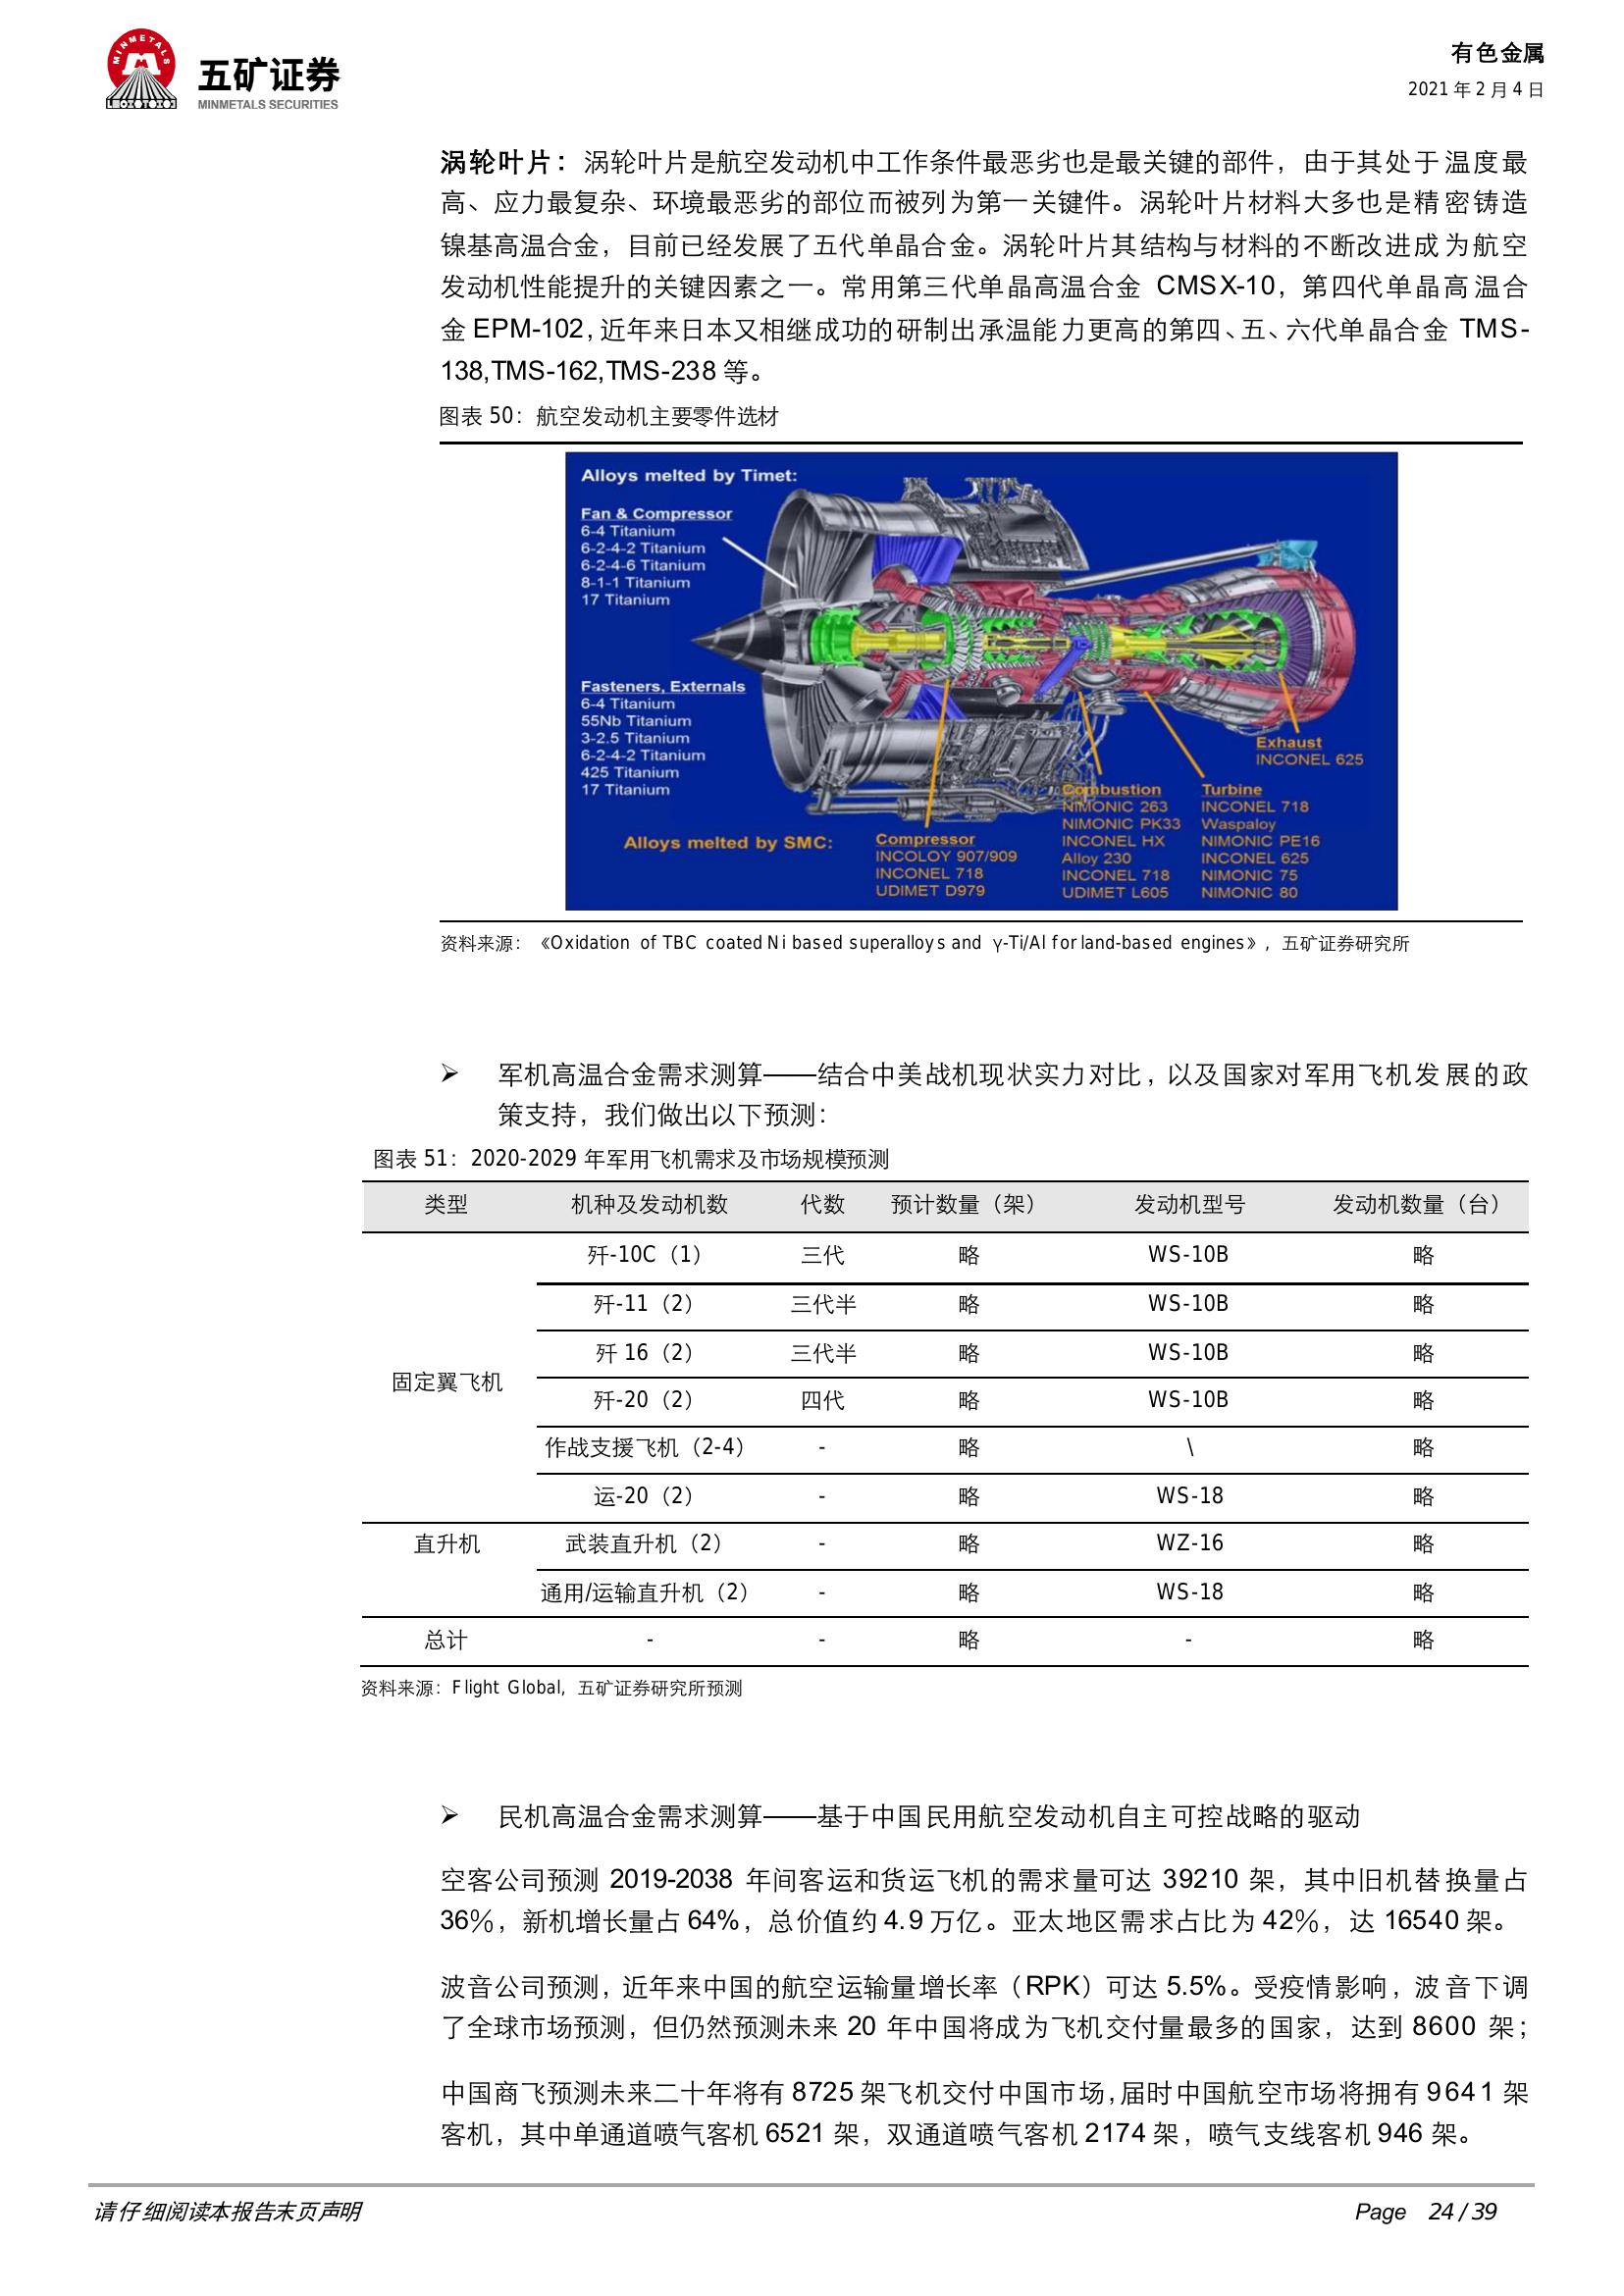 MINMETALS
五矿证券
MINMETALS SECURITIES
有色金属
2021 年 2 月 4 日
涡轮叶片：涡轮叶片是航空发动机中工作条件最恶劣也是最关键的部件，由于其处于温度最
高、应力最复杂、环境最恶劣的部位而被列为第一关键件。涡轮叶片材料大多也是精密铸造
镍基高温合金，目前已经发展了五代单晶合金。涡轮叶片其结构与材料的不断改进成为航空
发动机性能提升的关键因素之一。常用第三代单晶高温合金 CMSX-10，第四代单晶高温合
金 EPM-102,近年来日本又相继成功的研制出承温能力更高的第四、五、六代单晶合金 TMS-
138,TMS-162,TMS-238 等。
图表 50：航空发动机主要零件选材
Alloys melted by Timet:
Fan & Compressor
6-4 Titanium
6-2-4-2 Titanium
6-2-4-6 Titanium
8-1-1 Titanium
17 Titanium
Fasteners, Externals
6-4 Titanium
55Nb Titanium
3-2.5 Titanium
6-2-4-2 Titanium
425 Titanium
17 Titanium
Alloys melted by SMC:
Compressor
INCOLOY 907/909
INCONEL 718
UDIMET D979
Combustion
NIMONIC 263
NIMONIC PK33
INCONEL HX
Alloy 230
INCONEL 718
UDIMET L605
Turbine
INCONEL 718
Waspaloy
NIMONIC PE16
INCONEL 625
NIMONIC 75
NIMONIC 80
Exhaust
INCONEL 625
资料来源：《Oxidation of TBC coated Ni based superalloys and γ-Ti/Al for land-based engines》，五矿证券研究所
➢ 军机高温合金需求测算——结合中美战机现状实力对比，以及国家对军用飞机发展的政
策支持，我们做出以下预测：
图表 51：2020-2029 年军用飞机需求及市场规模预测
类型 机种及发动机数 代数 预计数量（架） 发动机型号 发动机数量（台）
歼-10C（1） 三代 略 WS-10B 略
歼-11（2） 三代半 略 WS-10B 略
歼 16（2） 三代半 略 WS-10B 略
固定翼飞机
歼-20（2） 四代 略 WS-10B 略
作战支援飞机（2-4） - 略 \ 略
运-20（2） - 略 WS-18 略
直升机 武装直升机（2） - 略 WZ-16 略
通用/运输直升机（2） - 略 WS-18 略
总计 - - 略 - 略
资料来源：Flight Global，五矿证券研究所预测
➢ 民机高温合金需求测算——基于中国民用航空发动机自主可控战略的驱动
空客公司预测 2019-2038 年间客运和货运飞机的需求量可达 39210 架，其中旧机替换量占
36%，新机增长量占 64%，总价值约 4.9 万亿。亚太地区需求占比为 42%，达 16540 架。
波音公司预测，近年来中国的航空运输量增长率（RPK）可达 5.5%。受疫情影响，波音下调
了全球市场预测，但仍然预测未来 20 年中国将成为飞机交付量最多的国家，达到 8600 架；
中国商飞预测未来二十年将有 8725 架飞机交付中国市场,届时中国航空市场将拥有 9641 架
客机，其中单通道喷气客机 6521 架，双通道喷气客机 2174 架，喷气支线客机 946 架。
请仔细阅读本报告末页声明
Page 24 / 39